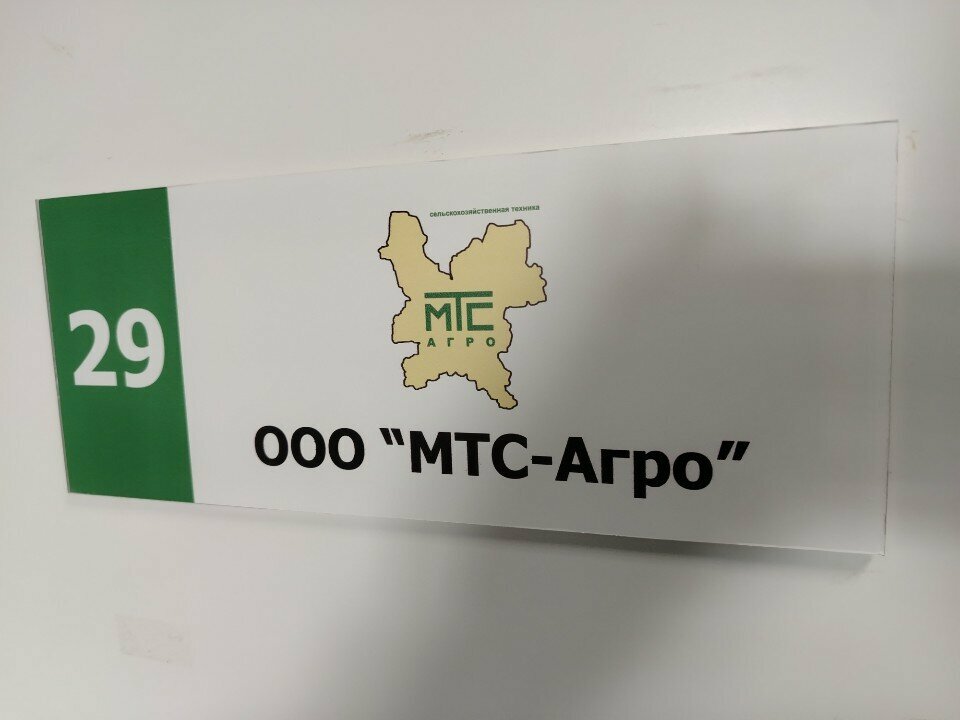 29
сельскохозяйственная техника
МТС
АГРО
ООО “МТС-Агро”